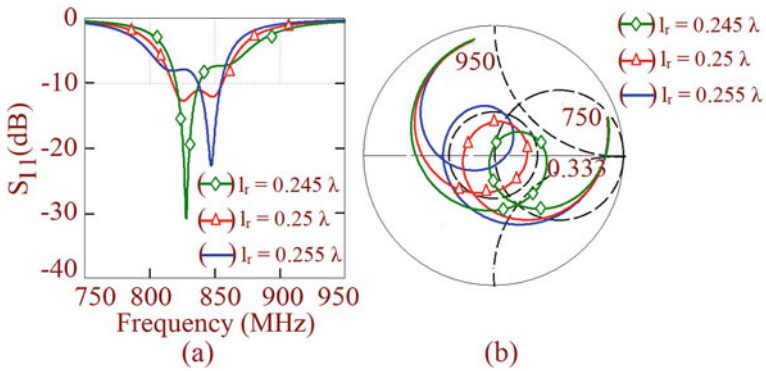 0
-10
-20
-30
-40
S11(dB)
lr = 0.245 λ
lr = 0.25 λ
lr = 0.255 λ
750 800 850 900 950
Frequency (MHz)
(a)
950
750
0.333
( ) lr = 0.245 λ
( ) lr = 0.25 λ
( ) lr = 0.255 λ
(b)